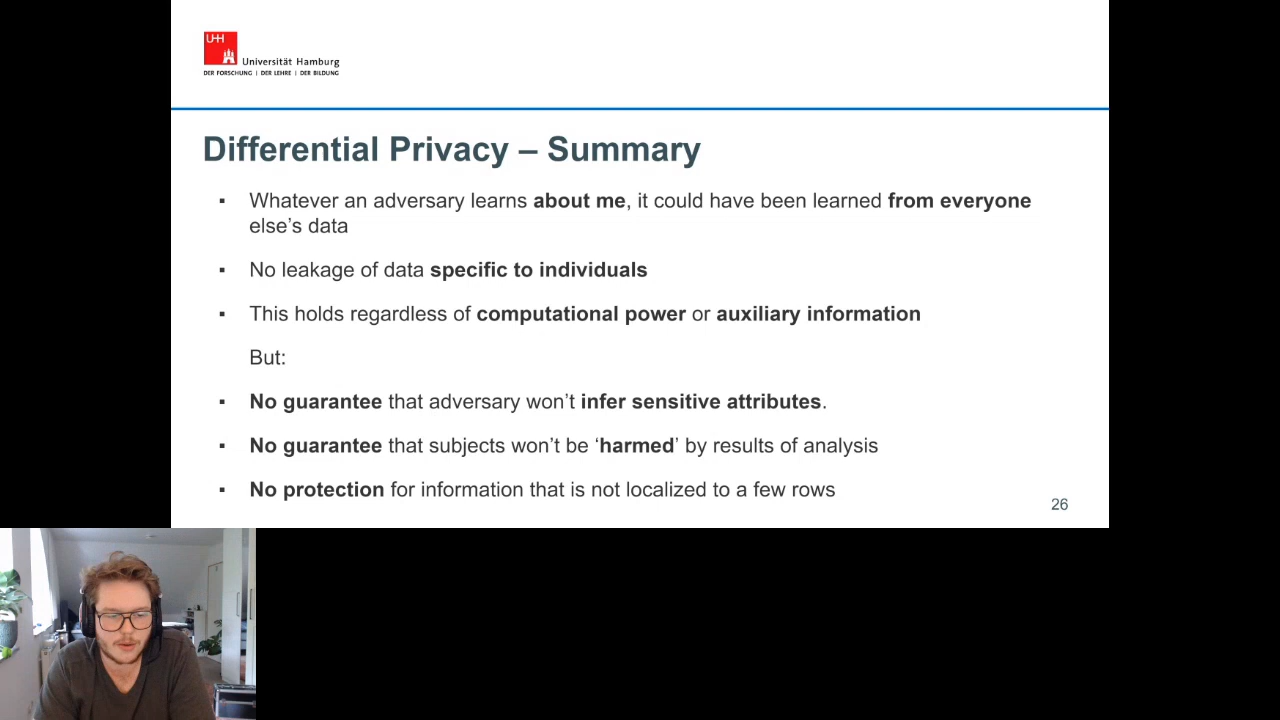 UHH
Universität Hamburg
DER FORSCHUNG | DER LEHRE | DER BILDUNG
Differential Privacy – Summary
▪ Whatever an adversary learns about me, it could have been learned from everyone
else’s data
▪ No leakage of data specific to individuals
▪ This holds regardless of computational power or auxiliary information
But:
▪ No guarantee that adversary won’t infer sensitive attributes.
▪ No guarantee that subjects won’t be ‘harmed’ by results of analysis
▪ No protection for information that is not localized to a few rows
26